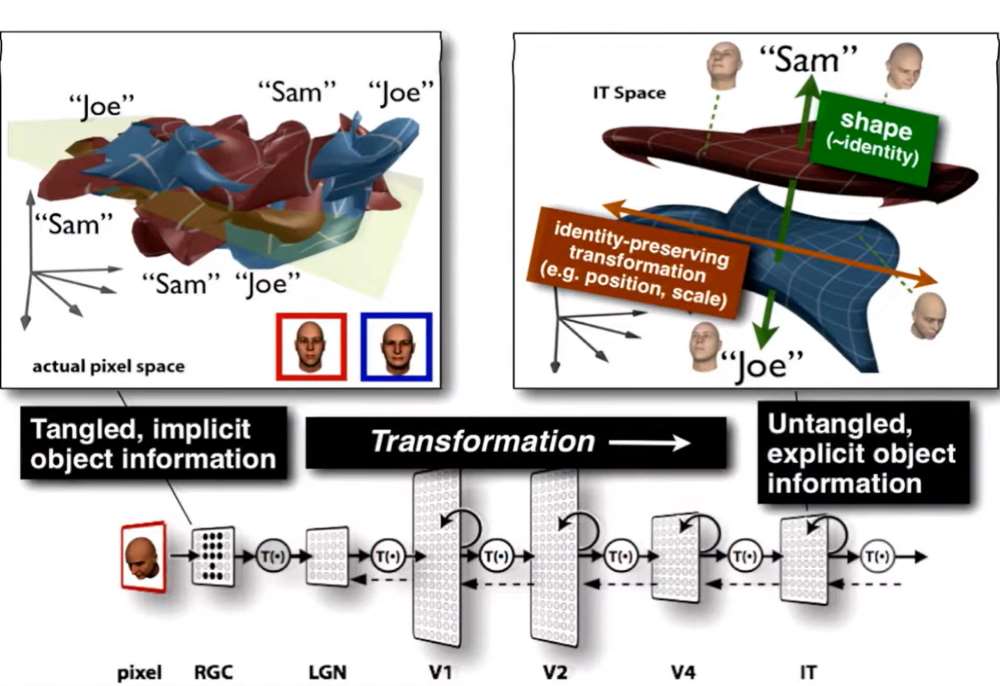 “Joe”
“Sam”
“Joe”
“Sam”
“Sam”
“Joe”
actual pixel space
IT Space
“Sam”
shape
(~identity)
identity-preserving
transformation
(e.g. position, scale)
“Joe”
Tangled, implicit
object information
Transformation
Untangled,
explicit object
information
T(•)
T(•)
T(•)
T(•)
T(•)
T(•)
pixel
RGC
LGN
V1
V2
V4
IT